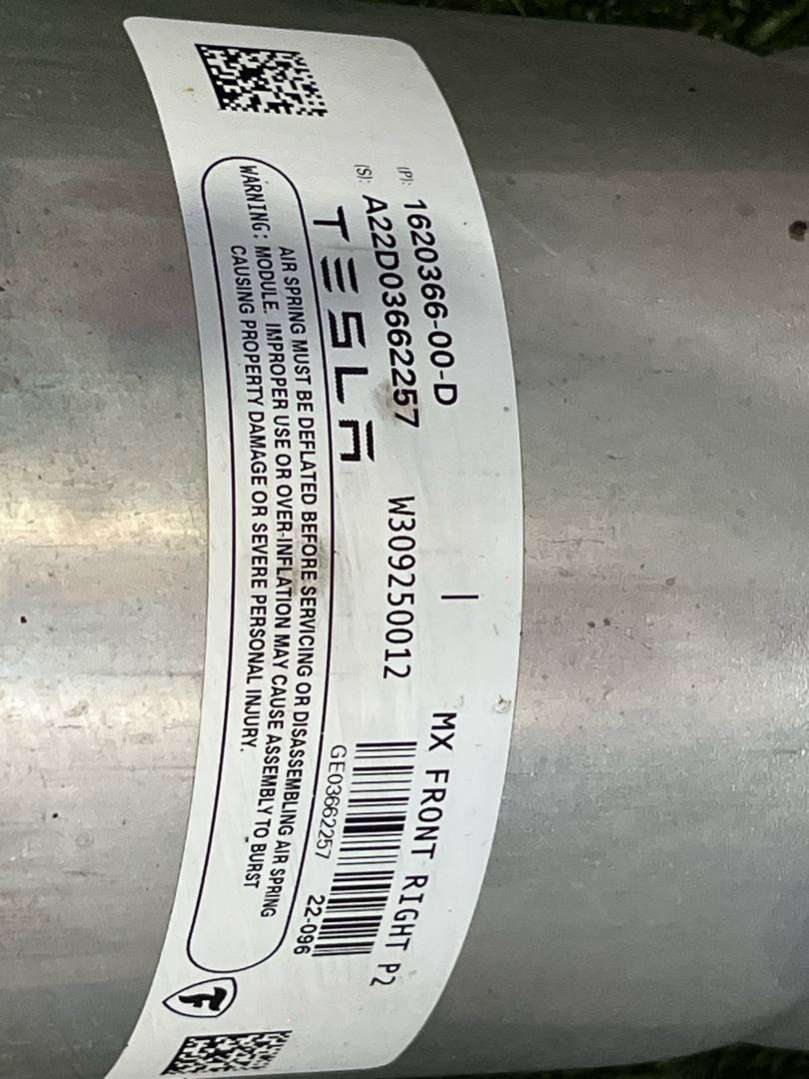 (P): 1620366-00-D | MX FRONT RIGHT P2
(S): A22D03662257 W309250012
TESLA
GE03662257 22-096
AIR SPRING MUST BE DEFLATED BEFORE SERVICING OR DISASSEMBLING AIR SPRING
WARNING: MODULE. IMPROPER USE OR OVER-INFLATION MAY CAUSE ASSEMBLY TO BURST
CAUSING PROPERTY DAMAGE OR SEVERE PERSONAL INJURY.